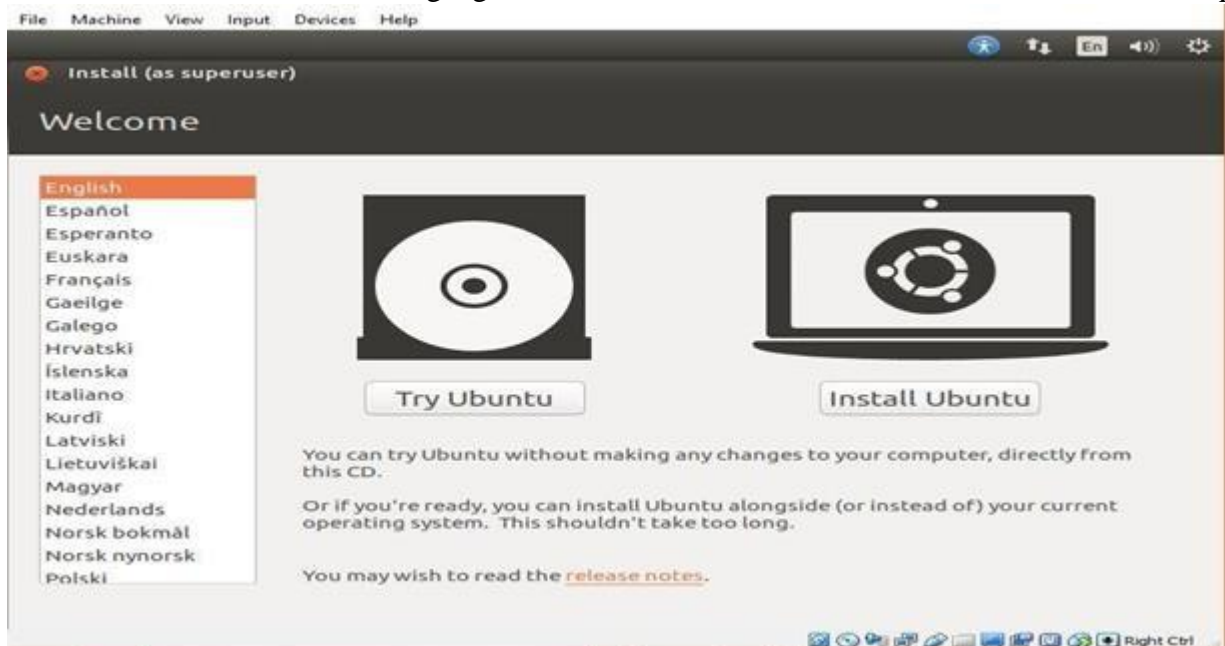 File Machine View Input Devices Help
En
Install (as superuser)
Welcome
English
Español
Esperanto
Euskara
Français
Gaeilge
Galego
Hrvatski
Íslenska
Italiano
Kurdî
Latviski
Lietuviškai
Magyar
Nederlands
Norsk bokmål
Norsk nynorsk
Polski
Try Ubuntu
Install Ubuntu
You can try Ubuntu without making any changes to your computer, directly from
this CD.
Or if you're ready, you can install Ubuntu alongside (or instead of) your current
operating system. This shouldn't take too long.
You may wish to read the release notes.
Right Ctrl